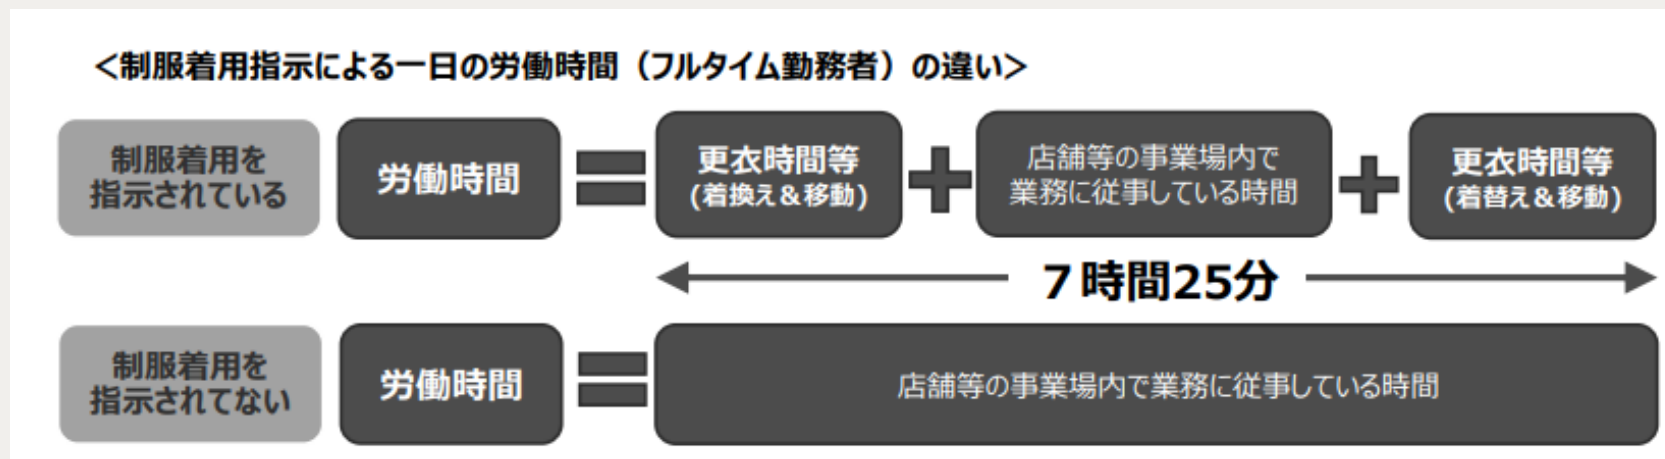 ＜制服着用指示による一日の労働時間（フルタイム勤務者）の違い＞
制服着用を
指示されている
労働時間
＝
更衣時間等
(着換え＆移動)
＋
店舗等の事業場内で
業務に従事している時間
＋
更衣時間等
(着替え＆移動)
７時間25分
制服着用を
指示されてない
労働時間
＝
店舗等の事業場内で業務に従事している時間